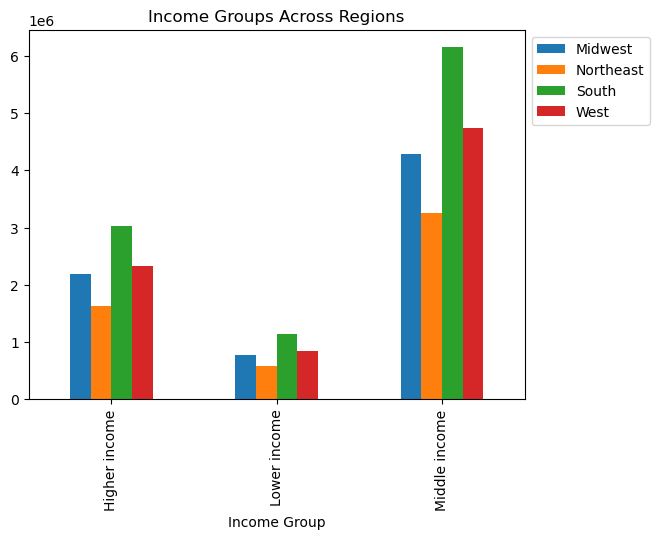 Income Groups Across Regions
1e6
6
5
4
3
2
1
0
Higher income
Lower income
Middle income
Income Group
Midwest
Northeast
South
West